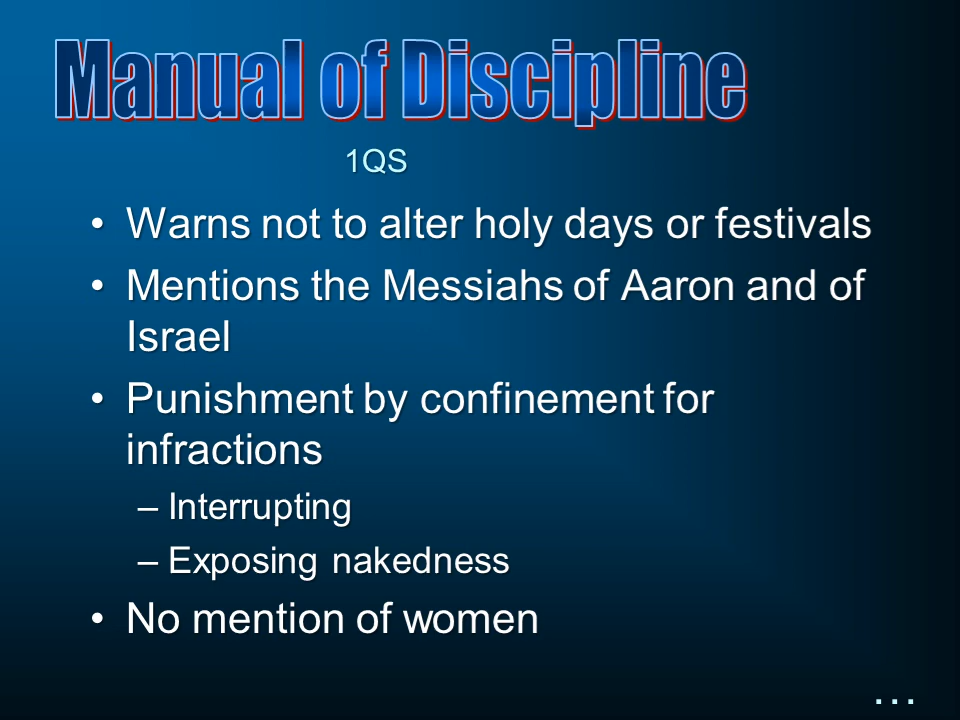 Manual of Discipline
1QS
• Warns not to alter holy days or festivals
• Mentions the Messiahs of Aaron and of
Israel
• Punishment by confinement for
infractions
– Interrupting
– Exposing nakedness
• No mention of women
...